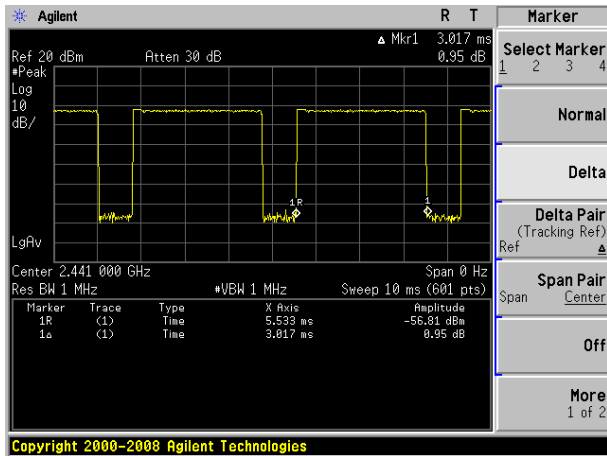 Agilent R T
Δ Mkr1 3.017 ms
Ref 20 dBm Atten 30 dB 0.95 dB
#Peak
Log
10
dB/
1R 1
LgAv
Center 2.441 000 GHz Span 0 Hz
Res BW 1 MHz #VBW 1 MHz Sweep 10 ms (601 pts)
Marker Trace Type X Axis Amplitude
1R (1) Time 5.533 ms -56.81 dBm
1Δ (1) Time 3.017 ms 0.95 dB
Copyright 2000-2008 Agilent Technologies
Marker
Select Marker
1 2 3 4
Normal
Delta
Delta Pair
(Tracking Ref)
Ref Δ
Span Pair
Span Center
Off
More
1 of 2